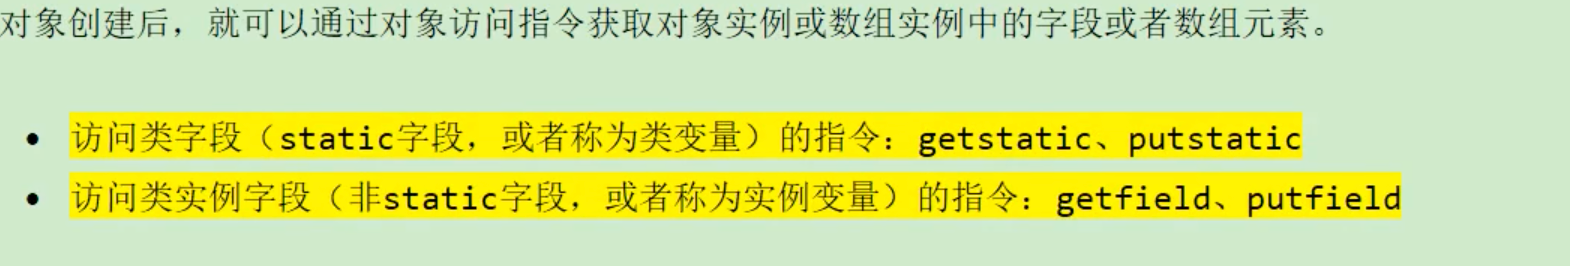 对象创建后，就可以通过对象访问指令获取对象实例或数组实例中的字段或者数组元素。
• 访问类字段（static字段，或者称为类变量）的指令：getstatic、putstatic
• 访问类实例字段（非static字段，或者称为实例变量）的指令：getfield、putfield